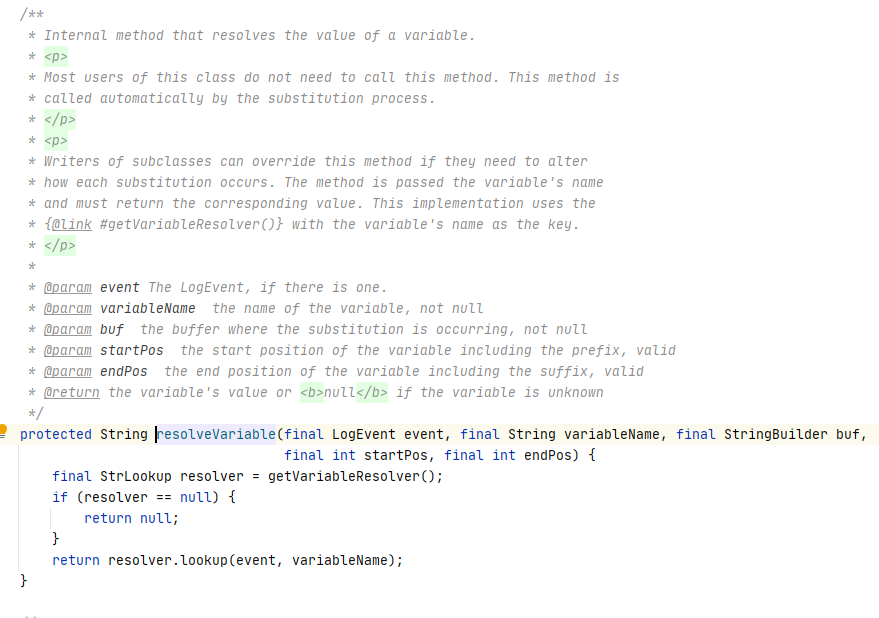 /**
 * Internal method that resolves the value of a variable.
 * <p>
 * Most users of this class do not need to call this method. This method is
 * called automatically by the substitution process.
 * </p>
 * <p>
 * Writers of subclasses can override this method if they need to alter
 * how each substitution occurs. The method is passed the variable's name
 * and must return the corresponding value. This implementation uses the
 * {@link #getVariableResolver()} with the variable's name as the key.
 * </p>
 *
 * @param event The LogEvent, if there is one.
 * @param variableName  the name of the variable, not null
 * @param buf  the buffer where the substitution is occurring, not null
 * @param startPos  the start position of the variable including the prefix, valid
 * @param endPos  the end position of the variable including the suffix, valid
 * @return the variable's value or <b>null</b> if the variable is unknown
 */
protected String resolveVariable(final LogEvent event, final String variableName, final StringBuilder buf,
                                 final int startPos, final int endPos) {
    final StrLookup resolver = getVariableResolver();
    if (resolver == null) {
        return null;
    }
    return resolver.lookup(event, variableName);
}